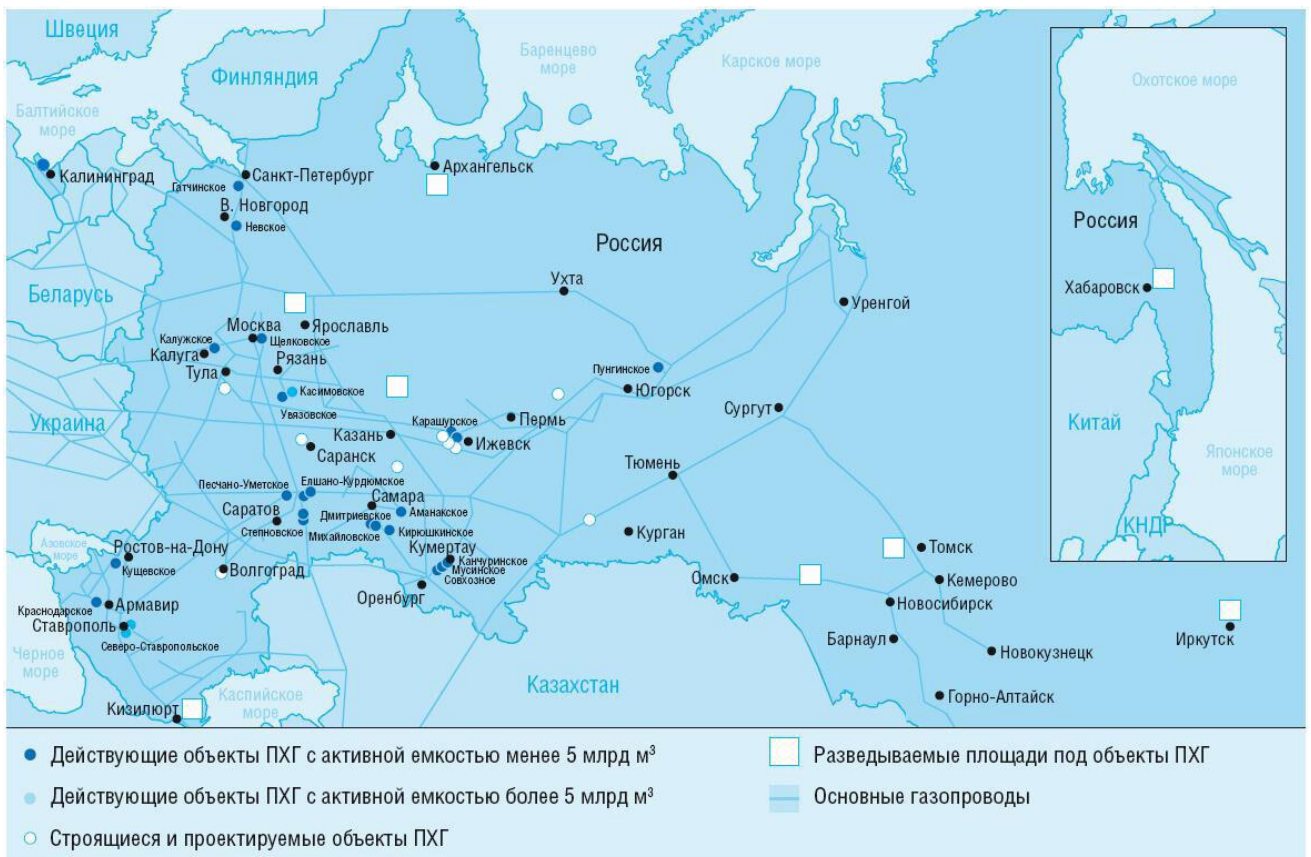 Швеция
Финляндия
Баренцево
море
Карское море
Охотское море
Балтийское
море
Калининград
Санкт-Петербург
Гатчинское
В. Новгород
Невское
Архангельск
Россия
Россия
Хабаровск
Ухта
Уренгой
Беларусь
Москва
Ярославль
Калужское
Щелковское
Калуга
Рязань
Тула
Касимовское
Увязовское
Пунгинское
Югорск
Сургут
Украина
Карашурское
Пермь
Казань
Ижевск
Саранск
Тюмень
Китай
Японское
море
КНДР
Песчано-Уметское
Елшано-Курдюмское
Самара
Саратов
Дмитриевское
Аманакское
Степновское
Михайловское
Кирюшкинское
Курган
Кумертау
Канчуринское
Мусинское
Совхозное
Оренбург
Азовское
море
Ростов-на-Дону
Кущевское
Волгоград
Томск
Омск
Кемерово
Новосибирск
Краснодарское
Армавир
Ставрополь
Северо-Ставропольское
Барнаул
Новокузнецк
Иркутск
Черное
море
Каспийское
море
Казахстан
Горно-Алтайск
Кизилюрт
Действующие объекты ПХГ с активной емкостью менее 5 млрд м³
Действующие объекты ПХГ с активной емкостью более 5 млрд м³
Строящиеся и проектируемые объекты ПХГ
Разведываемые площади под объекты ПХГ
Основные газопроводы